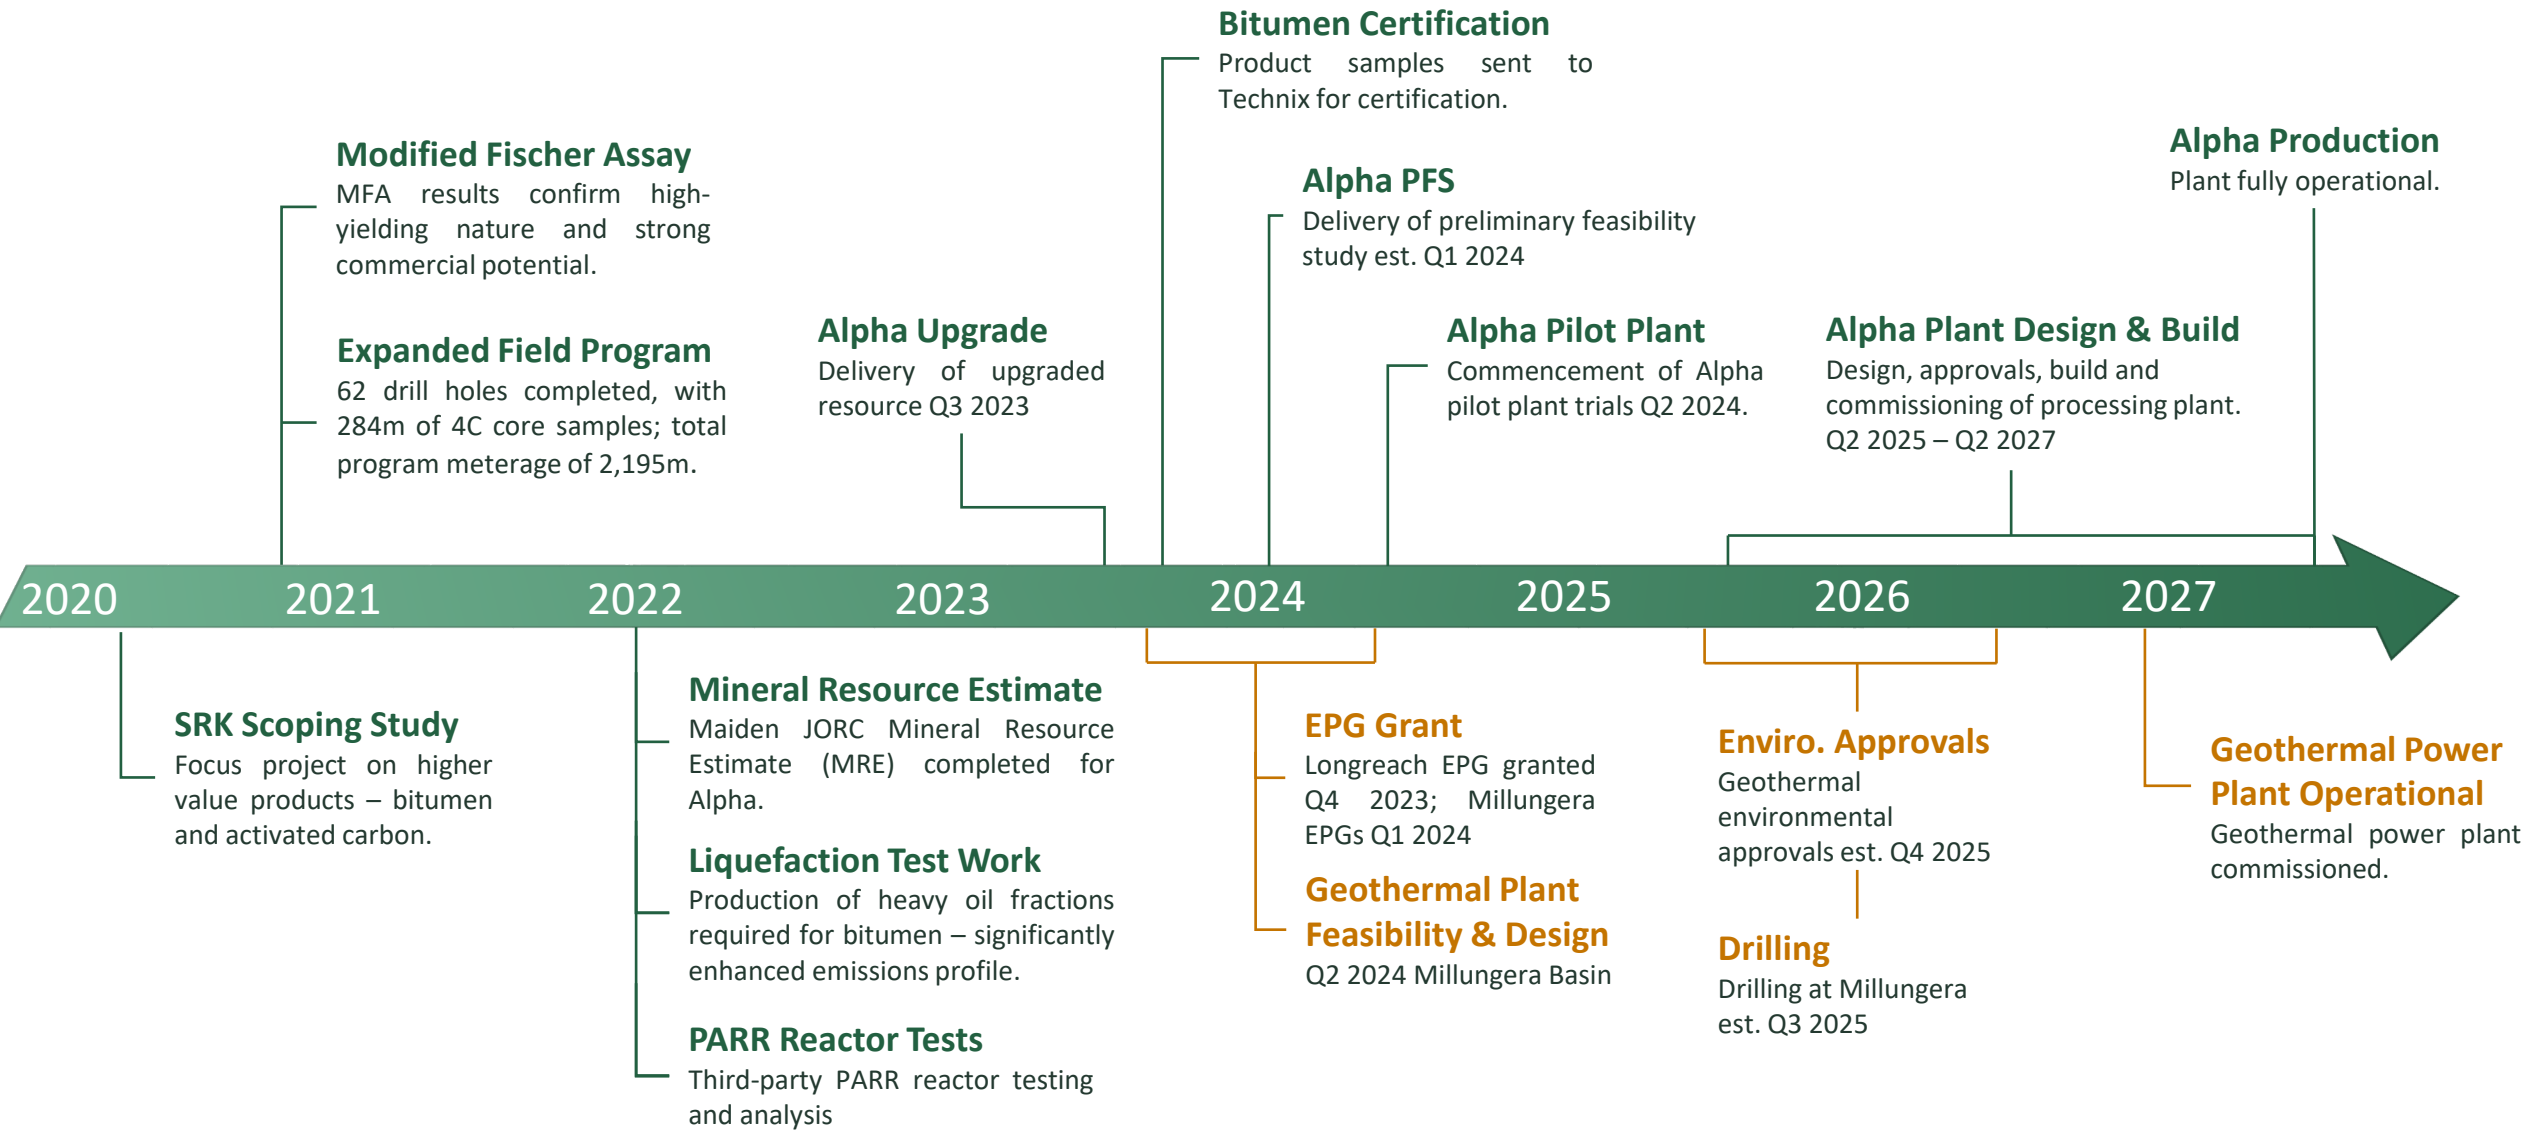 Bitumen Certification
Product samples sent to
Technix for certification.
Modified Fischer Assay
MFA results confirm high-
yielding nature and strong
commercial potential.
Alpha PFS
Delivery of preliminary feasibility
study est. Q1 2024
Alpha Production
Plant fully operational.
Expanded Field Program
62 drill holes completed, with
284m of 4C core samples; total
program meterage of 2,195m.
Alpha Upgrade
Delivery of upgraded
resource Q3 2023
Alpha Pilot Plant
Commencement of Alpha
pilot plant trials Q2 2024.
Alpha Plant Design & Build
Design, approvals, build and
commissioning of processing plant.
Q2 2025 – Q2 2027
2020 2021 2022 2023 2024 2025 2026 2027
SRK Scoping Study
Focus project on higher
value products – bitumen
and activated carbon.
Mineral Resource Estimate
Maiden JORC Mineral Resource
Estimate (MRE) completed for
Alpha.
Liquefaction Test Work
Production of heavy oil fractions
required for bitumen – significantly
enhanced emissions profile.
PARR Reactor Tests
Third-party PARR reactor testing
and analysis
EPG Grant
Longreach EPG granted
Q4 2023; Millungera
EPGs Q1 2024
Geothermal Plant
Feasibility & Design
Q2 2024 Millungera Basin
Enviro. Approvals
Geothermal
environmental
approvals est. Q4 2025
Drilling
Drilling at Millungera
est. Q3 2025
Geothermal Power
Plant Operational
Geothermal power plant
commissioned.